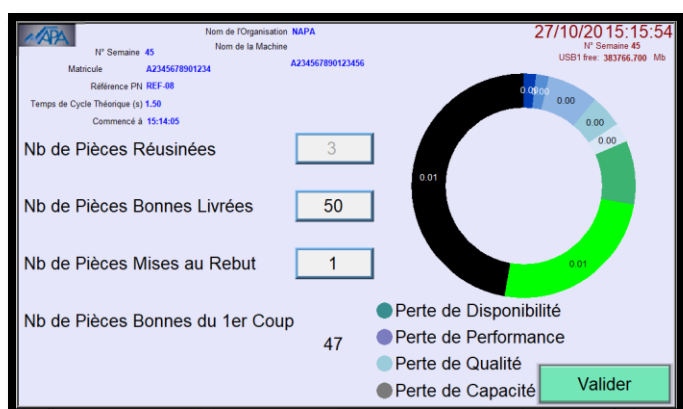 NAPA
Nom de l'Organisation NAPA
27/10/2015:15:54
N° Semaine 45
Nom de la Machine
N° Semaine 45
A234567890123456
USB1 free: 383766.700 Mb
Matricule A2345678901234
Référence PN REF-08
Temps de Cycle Théorique (s) 1.50
Commencé à 15:14:05
Nb de Pièces Réusinées 3
Nb de Pièces Bonnes Livrées 50
Nb de Pièces Mises au Rebut 1
Nb de Pièces Bonnes du 1er Coup 47
0.00
0.00
0.00
0.00
0.01
0.01
Perte de Disponibilité
Perte de Performance
Perte de Qualité
Perte de Capacité
Valider